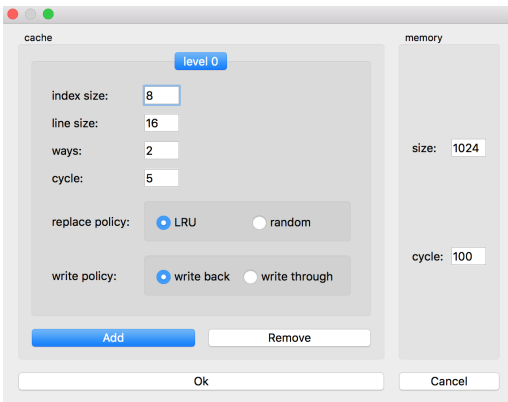 cache
memory
level 0
index size: 8
line size: 16
ways: 2
size: 1024
cycle: 5
replace policy: LRU random
cycle: 100
write policy: write back write through
Add Remove
Ok Cancel